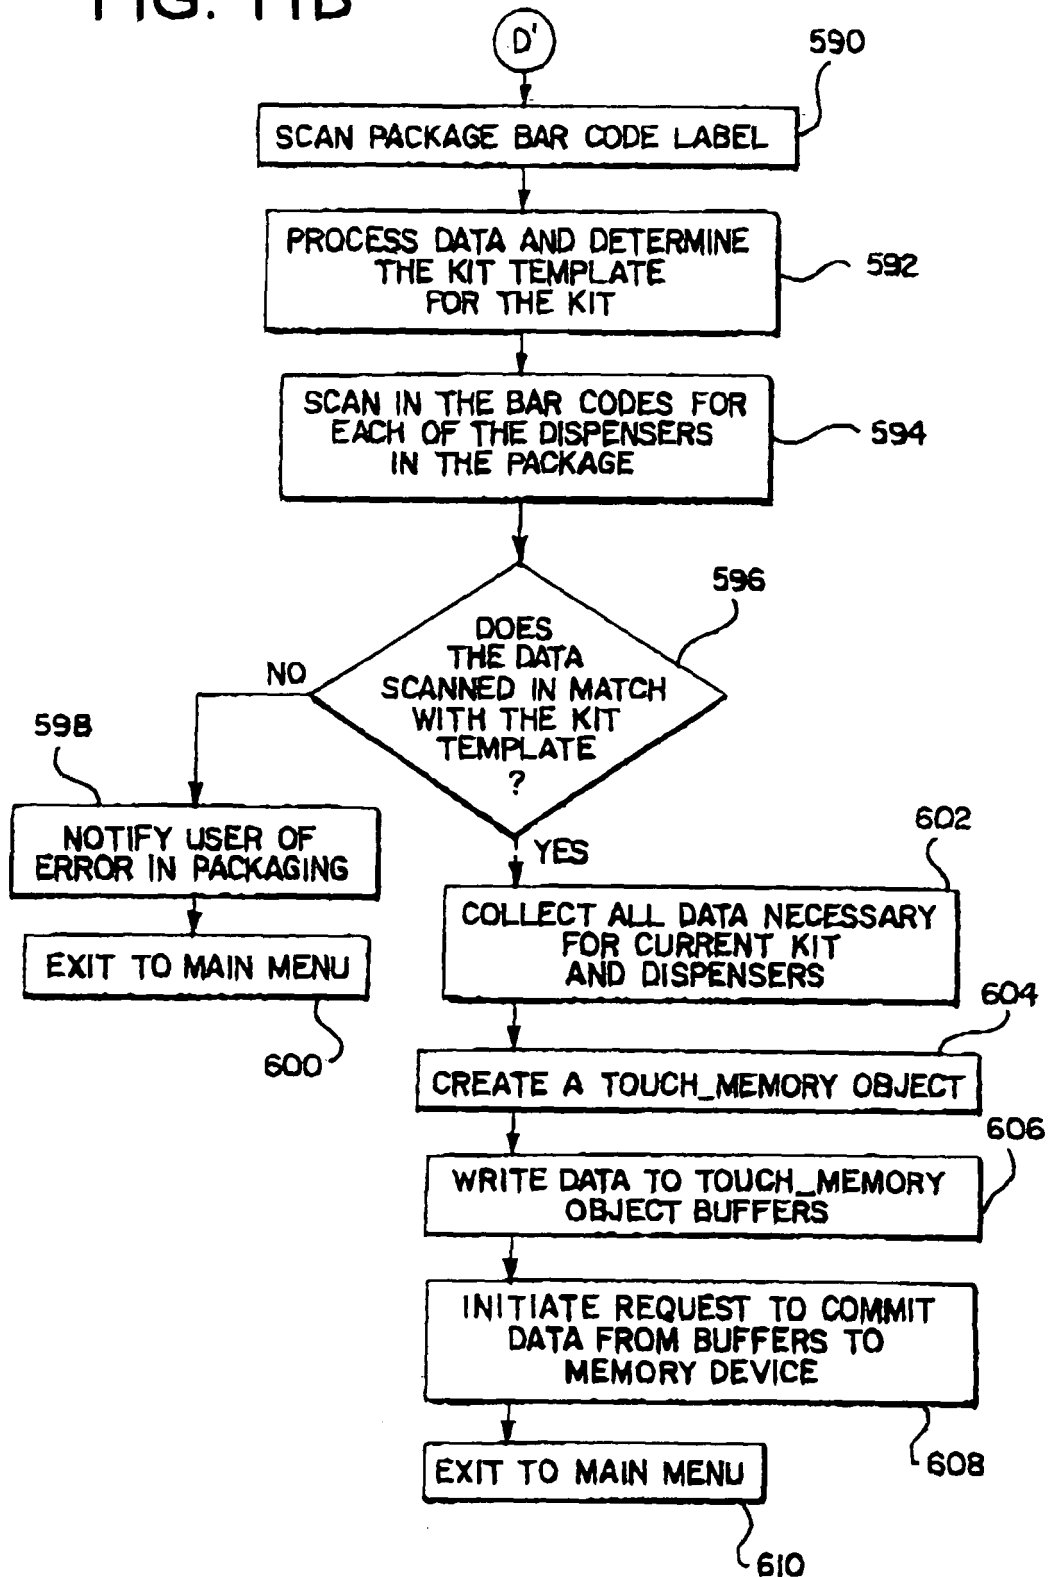 FIG. 11B
D'
590
SCAN PACKAGE BAR CODE LABEL
PROCESS DATA AND DETERMINE
THE KIT TEMPLATE
FOR THE KIT
592
SCAN IN THE BAR CODES FOR
EACH OF THE DISPENSERS
IN THE PACKAGE
594
596
DOES
THE DATA
SCANNED IN MATCH
WITH THE KIT
TEMPLATE
?
NO
598
NOTIFY USER OF
ERROR IN PACKAGING
EXIT TO MAIN MENU
600
YES
602
COLLECT ALL DATA NECESSARY
FOR CURRENT KIT
AND DISPENSERS
604
CREATE A TOUCH_MEMORY OBJECT
606
WRITE DATA TO TOUCH_MEMORY
OBJECT BUFFERS
INITIATE REQUEST TO COMMIT
DATA FROM BUFFERS TO
MEMORY DEVICE
608
EXIT TO MAIN MENU
610